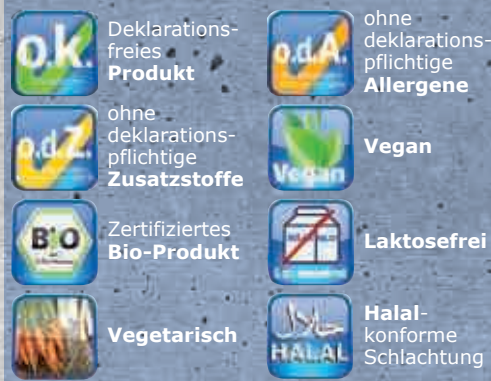 o.k.
Deklarations-
freies
Produkt
o.d.A.
ohne
deklarations-
pflichtige
Allergene
o.d.Z.
ohne
deklarations-
pflichtige
Zusatzstoffe
Vegan
Vegan
BIO
Zertifiziertes
Bio-Produkt
Laktosefrei
Vegetarisch
HALAL
Halal-
konforme
Schlachtung